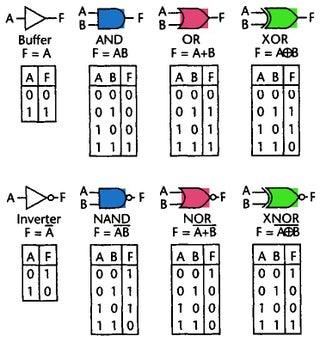 A F A B F A B F A B F
Buffer AND OR XOR
F = A F = AB F = A+B F = A⊕B
A F A B F A B F A B F
0 0 0 0 0 0 0 0 0 0 0
1 1 0 1 0 0 1 1 0 1 1
1 0 0 1 0 1 1 0 1
1 1 1 1 1 1 1 1 0
A F A B F A B F A B F
Inverter NAND NOR XNOR
F = A̅ F = A̅B̅ F = A̅+̅B̅ F = A̅⊕̅B̅
A F A B F A B F A B F
0 1 0 0 1 0 0 1 0 0 1
1 0 0 1 1 0 1 0 0 1 0
1 0 1 1 0 0 1 0 0
1 1 0 1 1 0 1 1 1